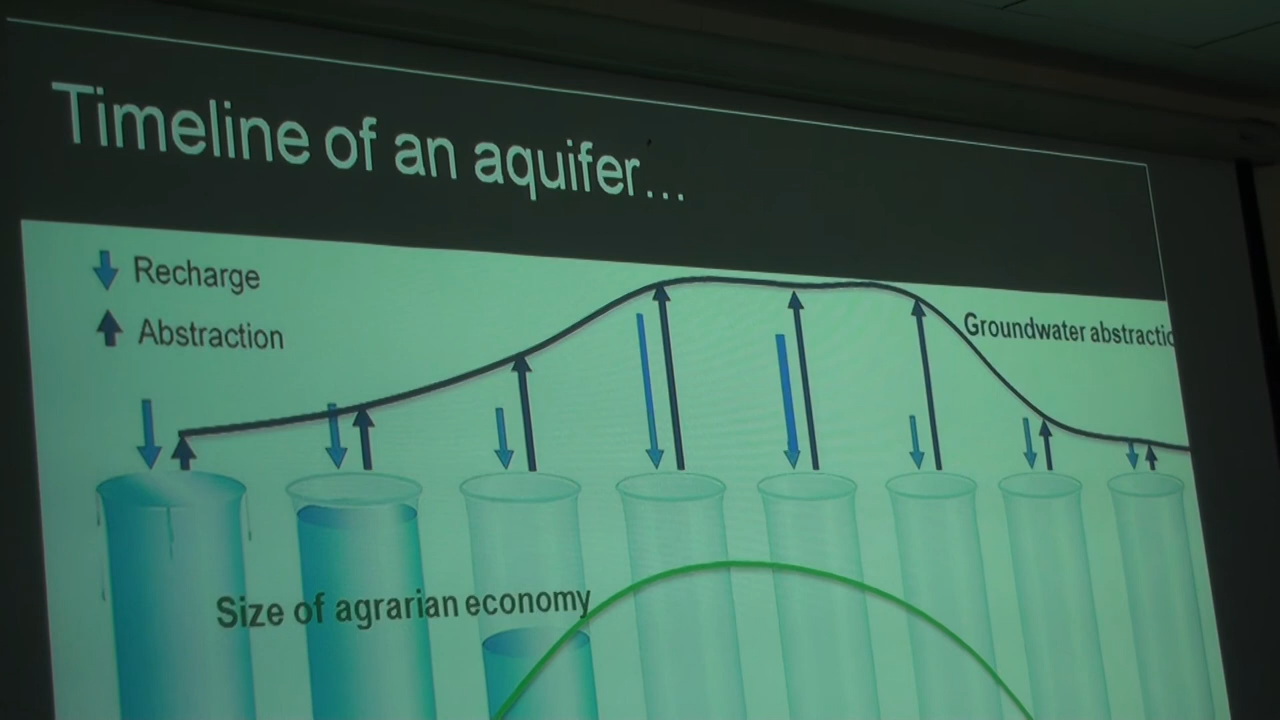 Timeline of an aquifer...
Recharge
Abstraction
Groundwater abstractio
Size of agrarian economy